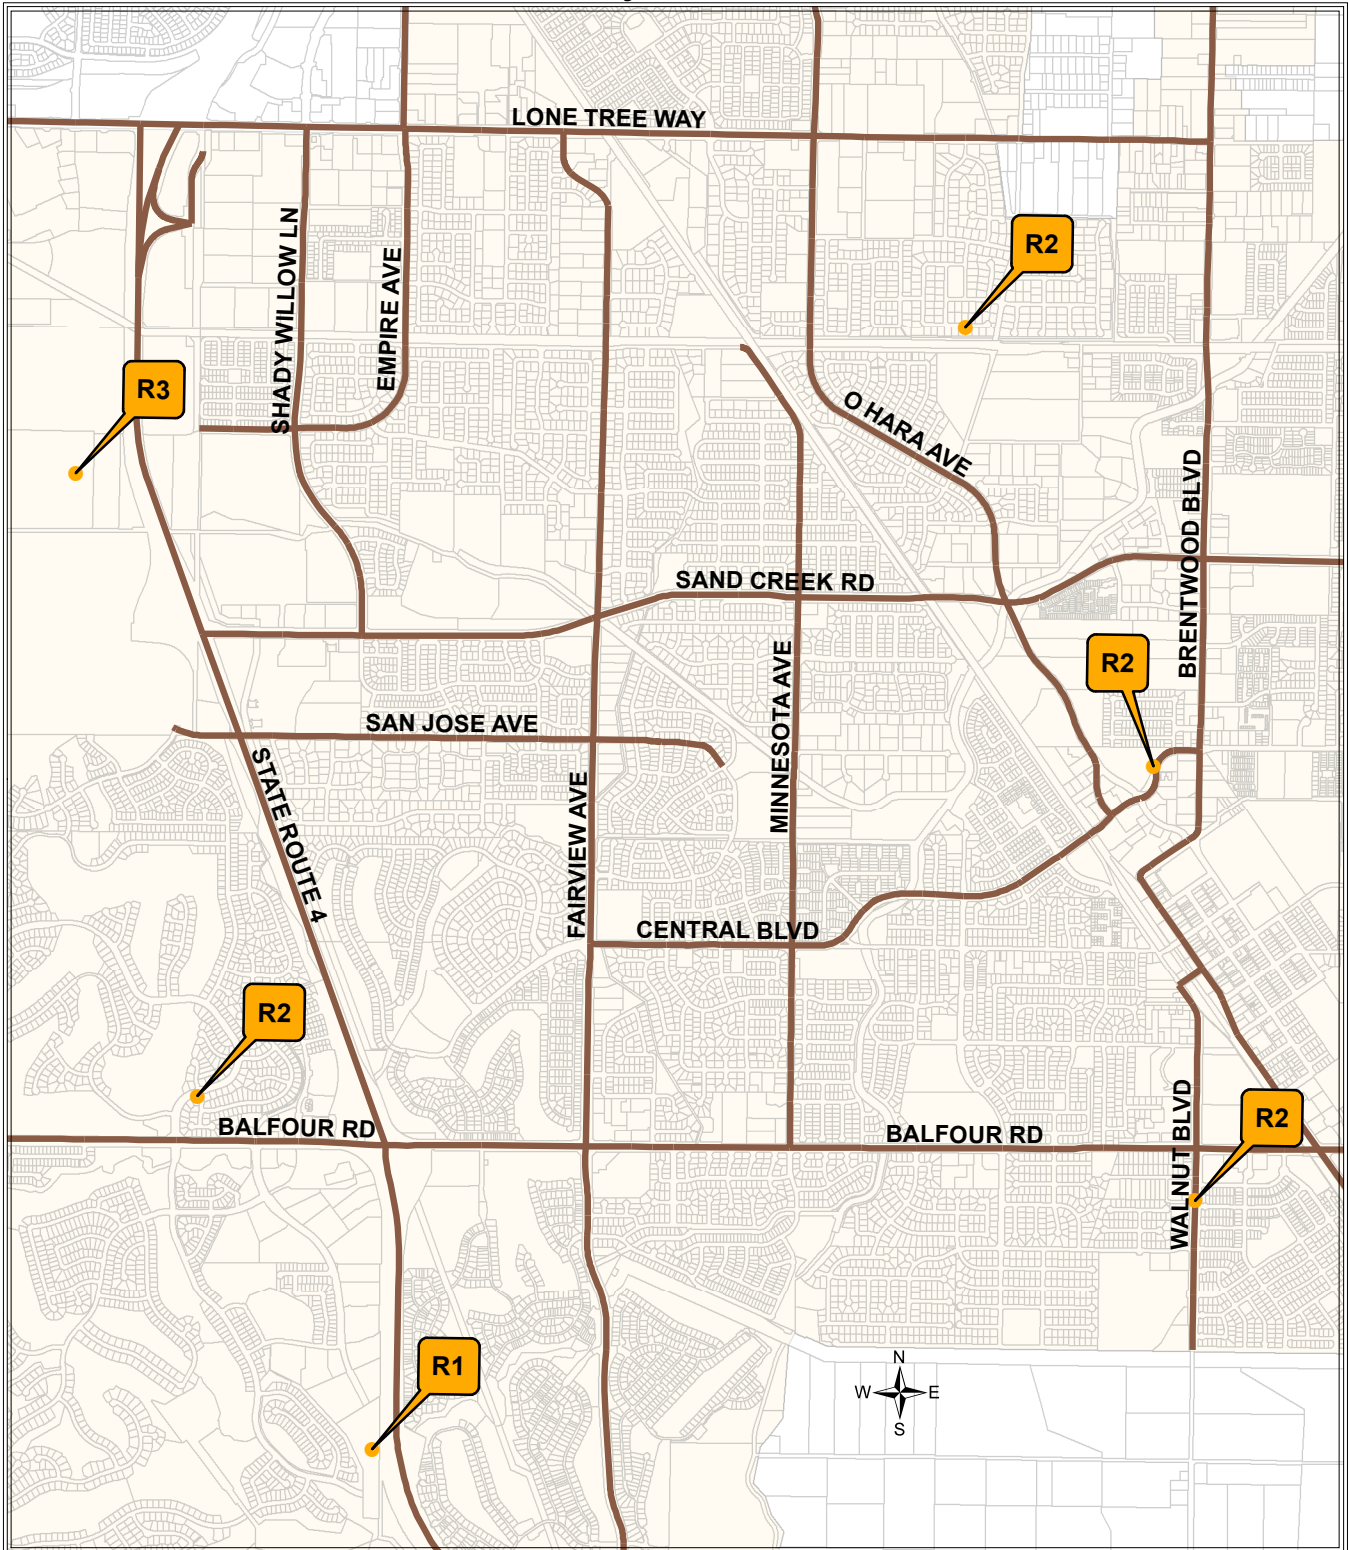 LONE TREE WAY
SHADY WILLOW LN
EMPIRE AVE
R2
R3
O HARA AVE
BRENTWOOD BLVD
SAND CREEK RD
R2
MINNESOTA AVE
SAN JOSE AVE
STATE ROUTE 4
FAIRVIEW AVE
CENTRAL BLVD
R2
WALNUT BLVD
R2
BALFOUR RD
BALFOUR RD
R1
N
W
E
S